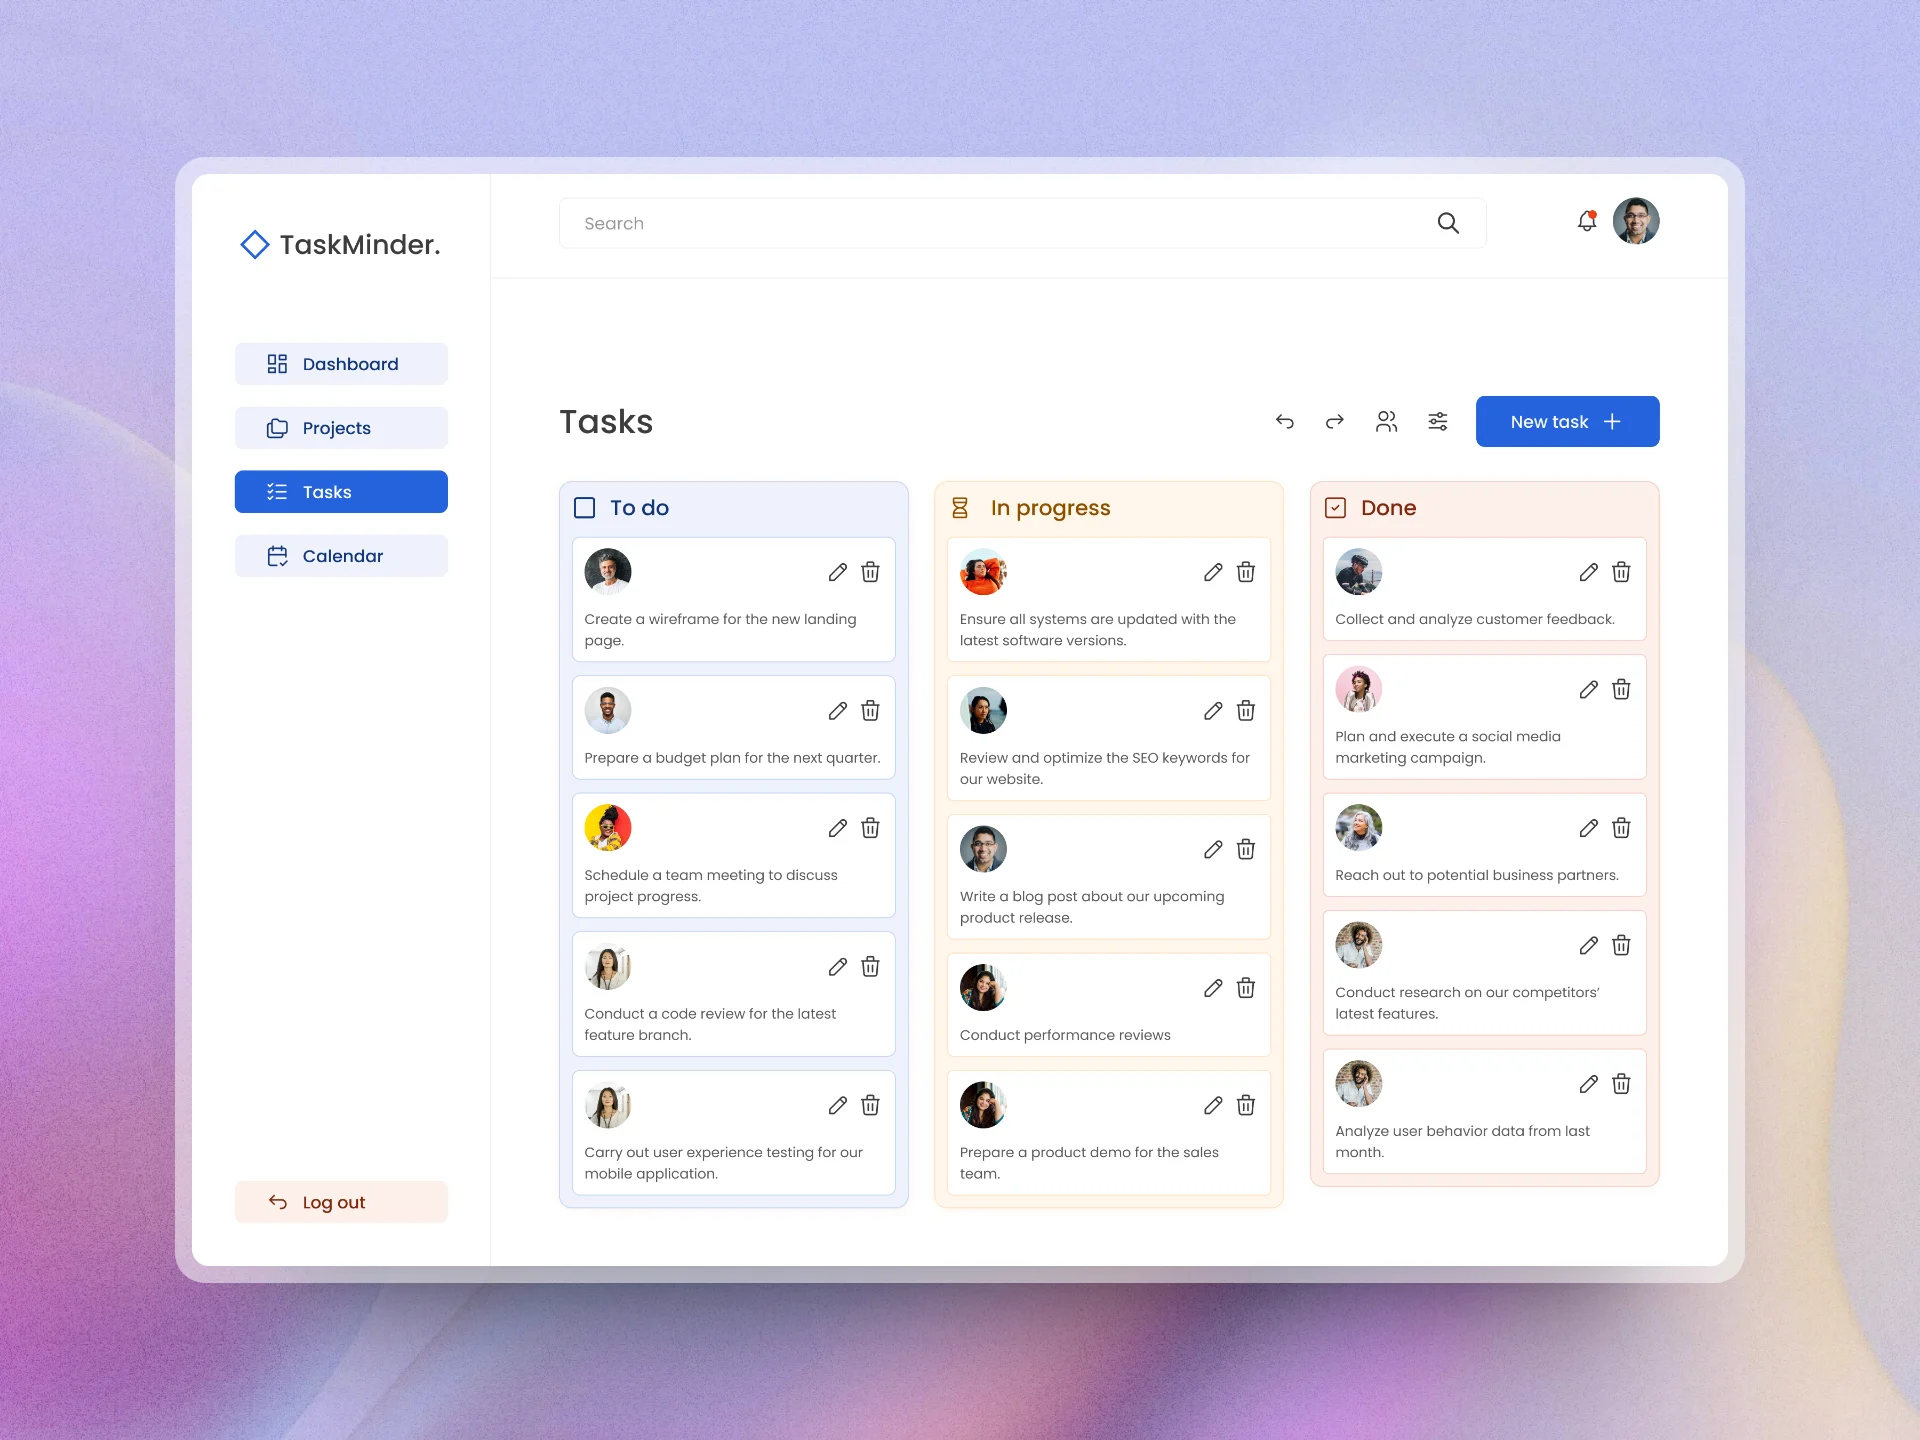 TaskMinder.
Search
Dashboard
Projects
Tasks
Calendar
Log out
Tasks
New task
To do
Create a wireframe for the new landing
page.
Prepare a budget plan for the next quarter.
Schedule a team meeting to discuss
project progress.
Conduct a code review for the latest
feature branch.
Carry out user experience testing for our
mobile application.
In progress
Ensure all systems are updated with the
latest software versions.
Review and optimize the SEO keywords for
our website.
Write a blog post about our upcoming
product release.
Conduct performance reviews
Prepare a product demo for the sales
team.
Done
Collect and analyze customer feedback.
Plan and execute a social media
marketing campaign.
Reach out to potential business partners.
Conduct research on our competitors’
latest features.
Analyze user behavior data from last
month.